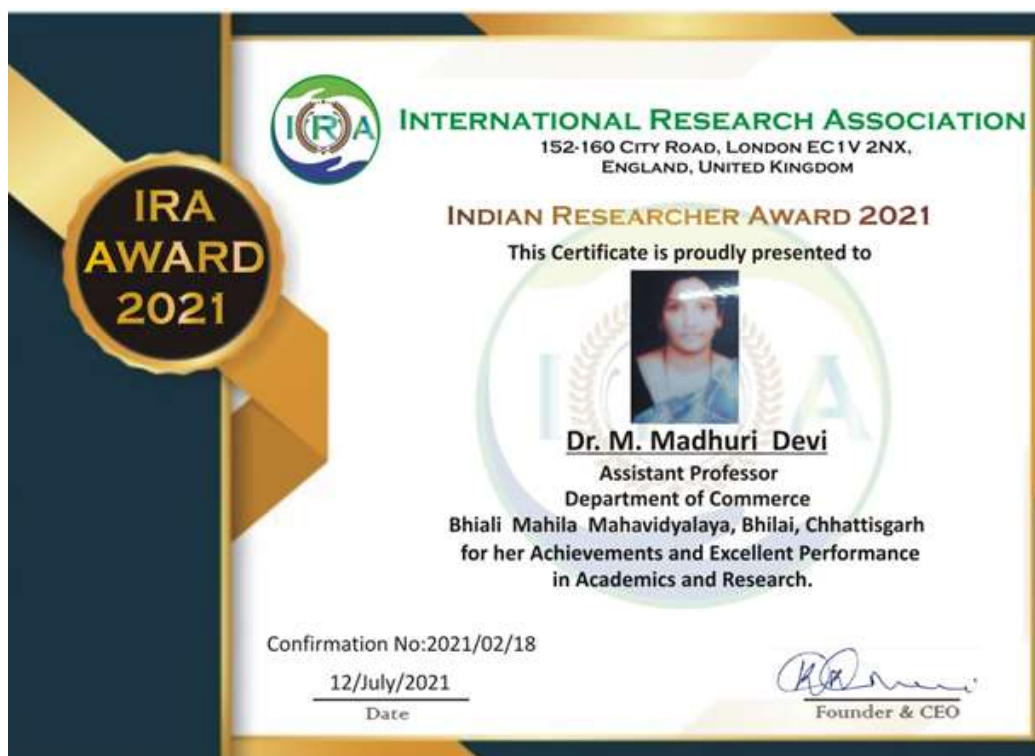 IRA
AWARD
2021
IRA
INTERNATIONAL RESEARCH ASSOCIATION
152-160 CITY ROAD, LONDON EC1V 2NX,
ENGLAND, UNITED KINGDOM
INDIAN RESEARCHER AWARD 2021
This Certificate is proudly presented to
Dr. M. Madhuri Devi
Assistant Professor
Department of Commerce
Bhiali Mahila Mahavidyalaya, Bhilai, Chhattisgarh
for her Achievements and Excellent Performance
in Academics and Research.
Confirmation No:2021/02/18
12/July/2021
Date
Founder & CEO